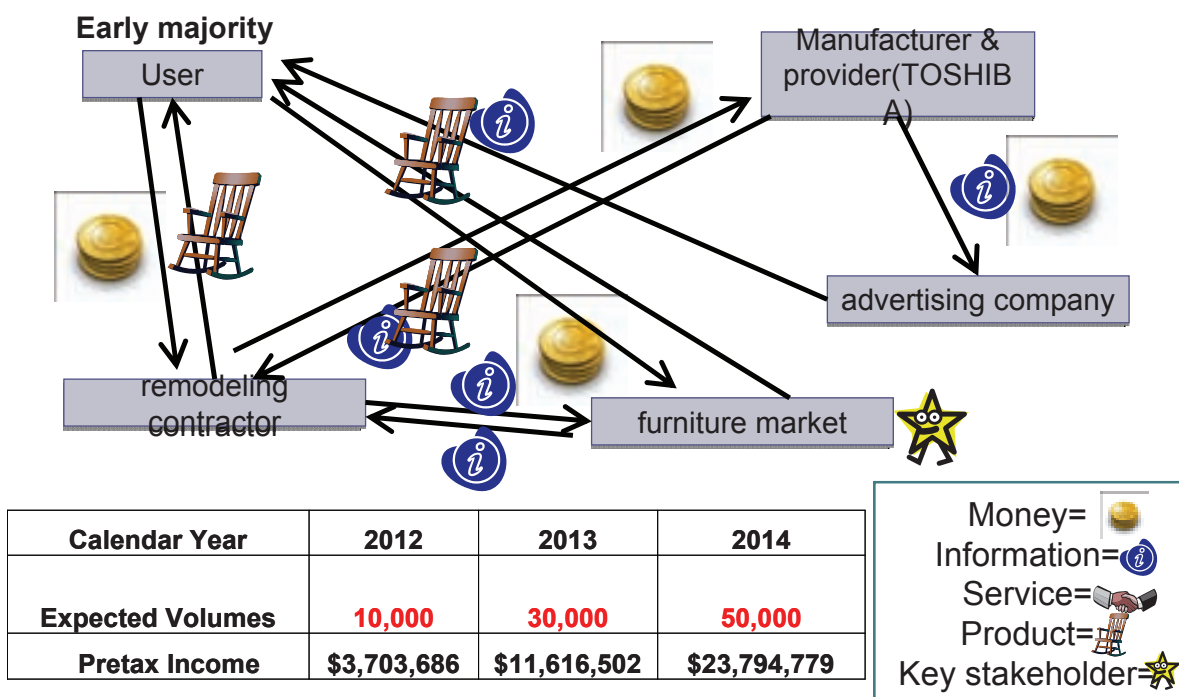 Early majority
User
Manufacturer &
provider(TOSHIB
A)
advertising company
remodeling
contractor
furniture market
Calendar Year 2012 2013 2014
Expected Volumes 10,000 30,000 50,000
Pretax Income $3,703,686 $11,616,502 $23,794,779
Money=
Information=
Service=
Product=
Key stakeholder=